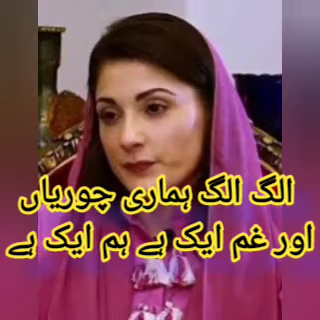 الگ الگ ہماری چوریاں
اور غم ایک ہے ہم ایک ہے